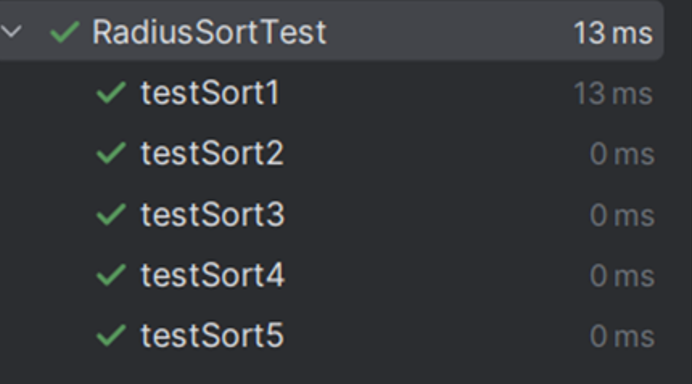 RadiusSortTest 13 ms
testSort1 13 ms
testSort2 0 ms
testSort3 0 ms
testSort4 0 ms
testSort5 0 ms